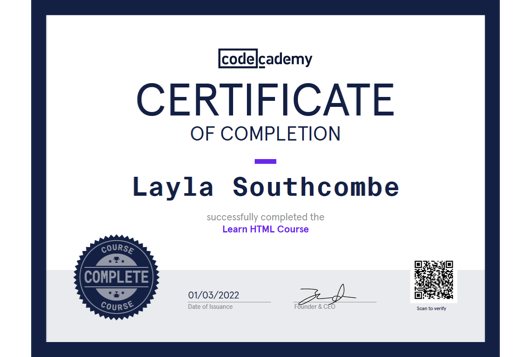 codecademy
CERTIFICATE
OF COMPLETION
Layla Southcombe
successfully completed the
Learn HTML Course
COURSE
COMPLETE
COURSE
01/03/2022
Date of Issuance
Founder & CEO
Scan to verify